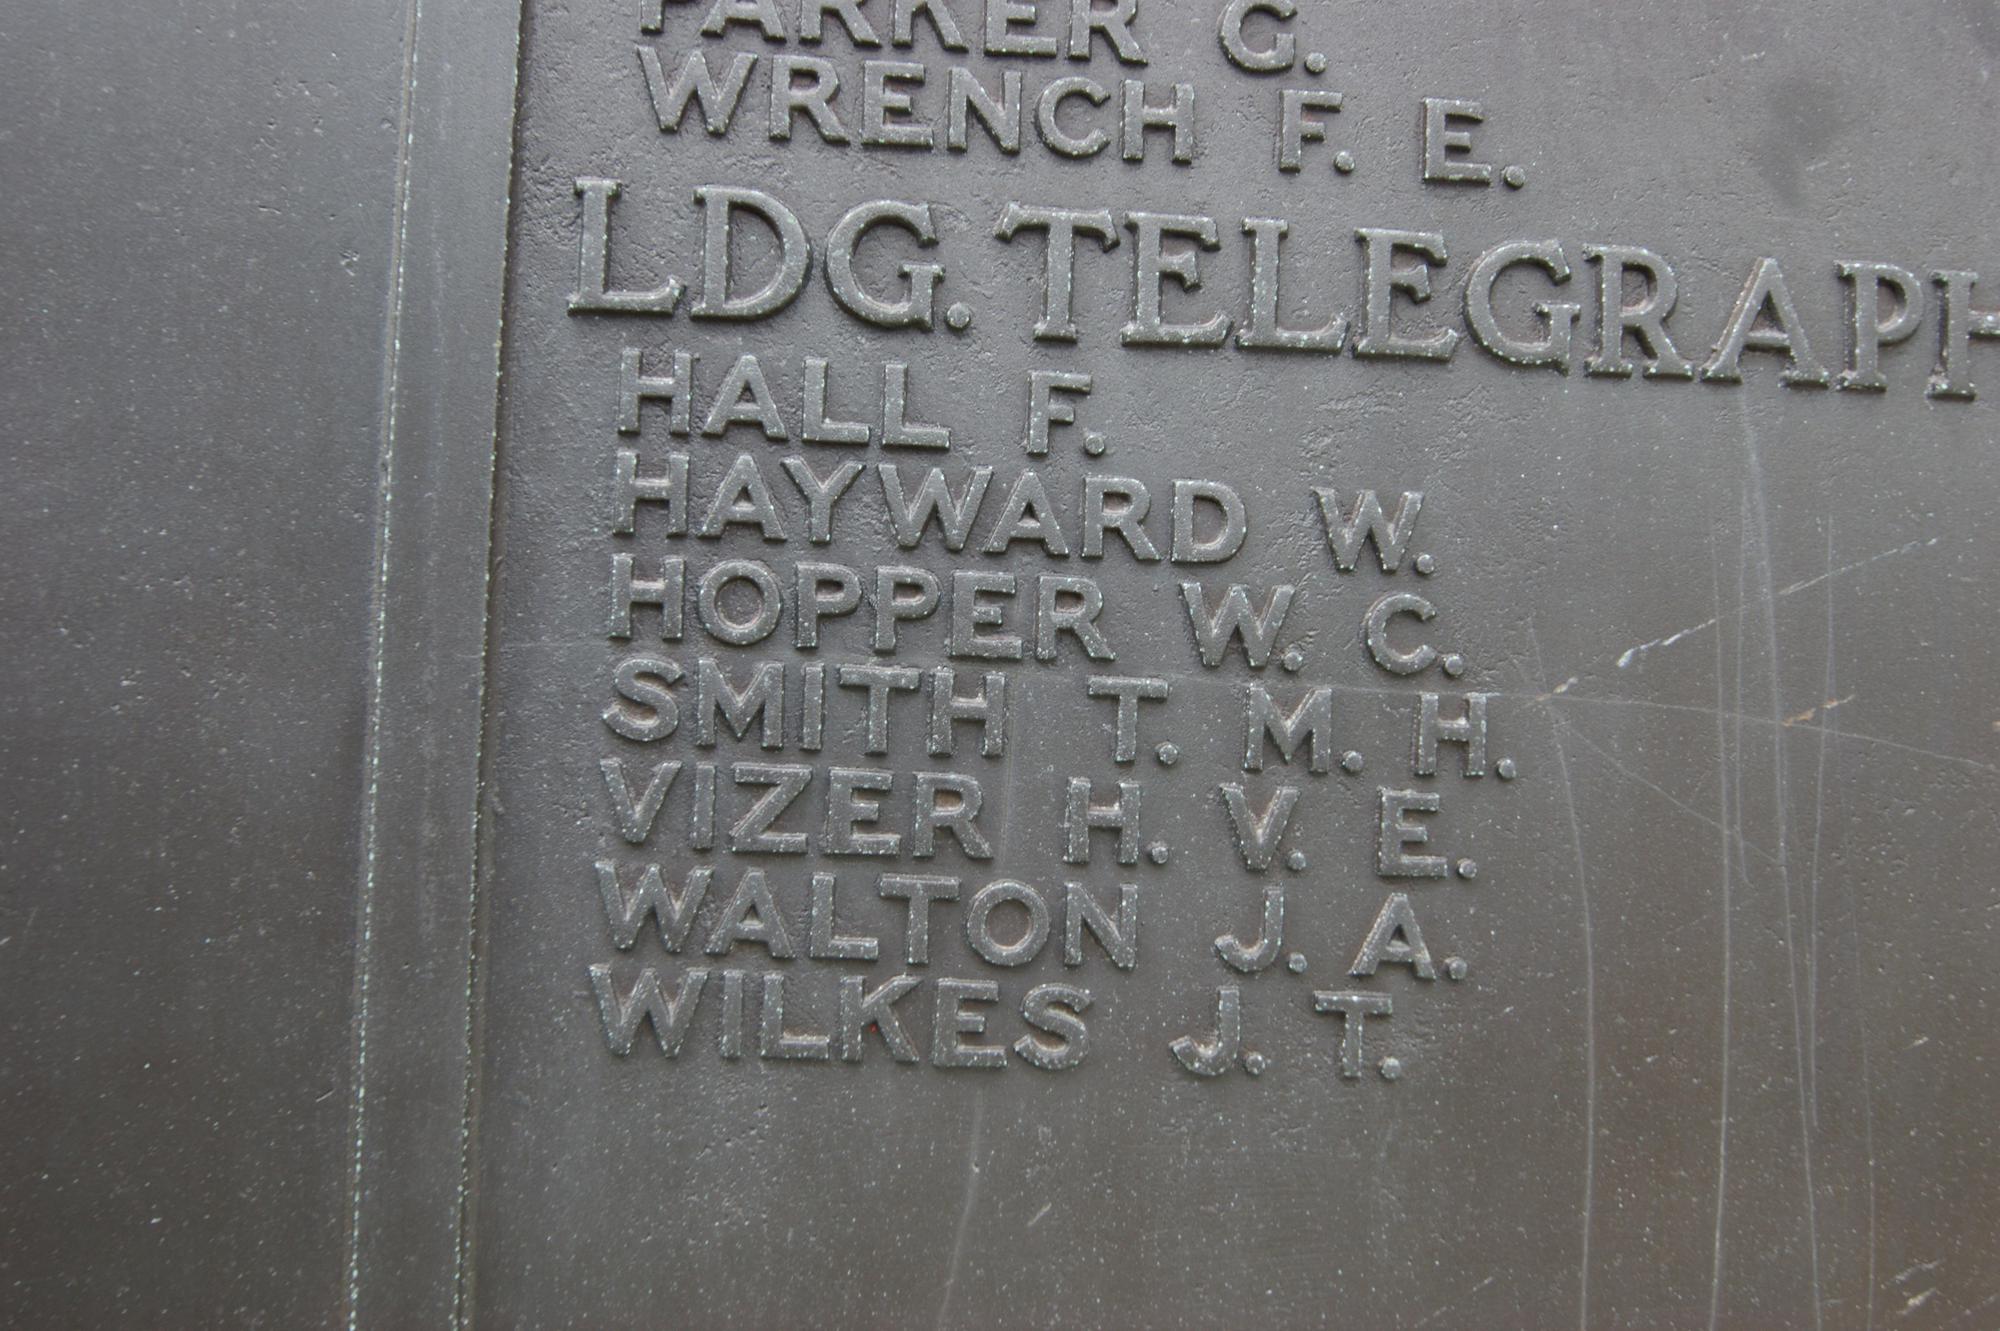 PARKER G.
WRENCH F. E.
LDG. TELEGRAPH
HALL F.
HAYWARD W.
HOPPER W. C.
SMITH T. M. H.
VIZER H. V. E.
WALTON J. A.
WILKES J. T.